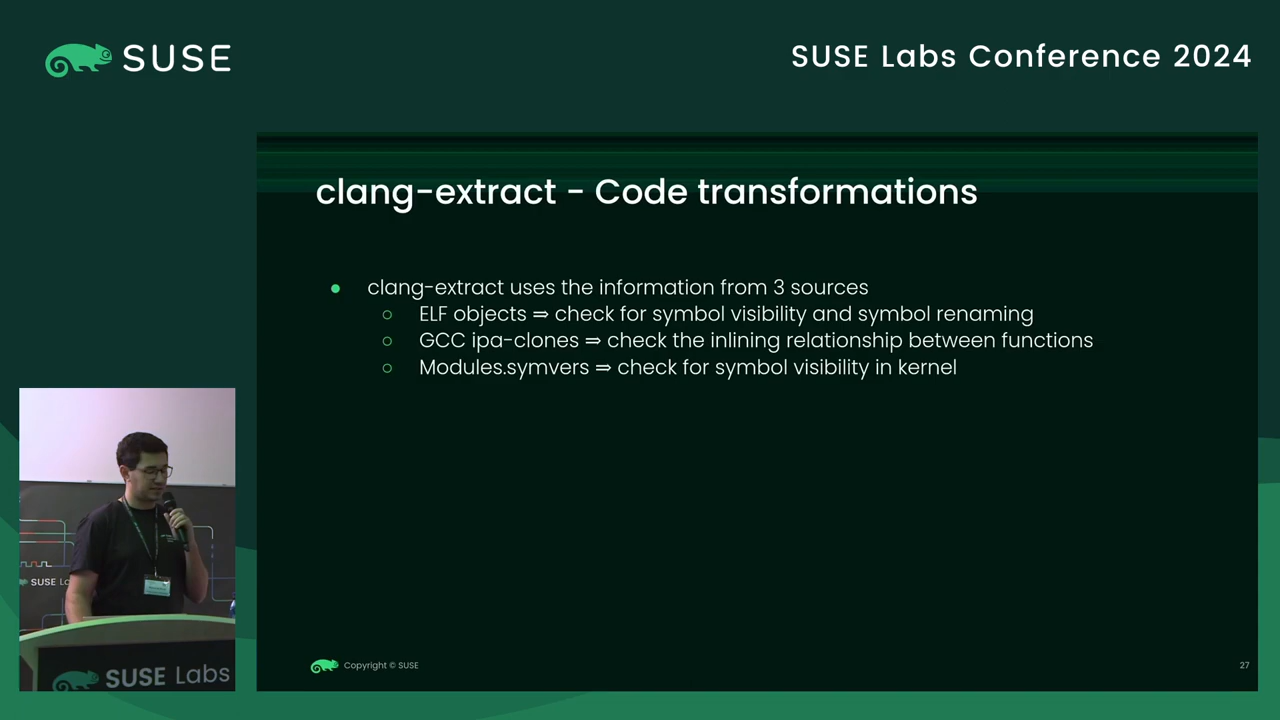 SUSE
SUSE Labs Conference 2024
clang-extract - Code transformations
● clang-extract uses the information from 3 sources
○ ELF objects ⇒ check for symbol visibility and symbol renaming
○ GCC ipa-clones ⇒ check the inlining relationship between functions
○ Modules.symvers ⇒ check for symbol visibility in kernel
SUSE
SUSE Labs
Copyright © SUSE
27